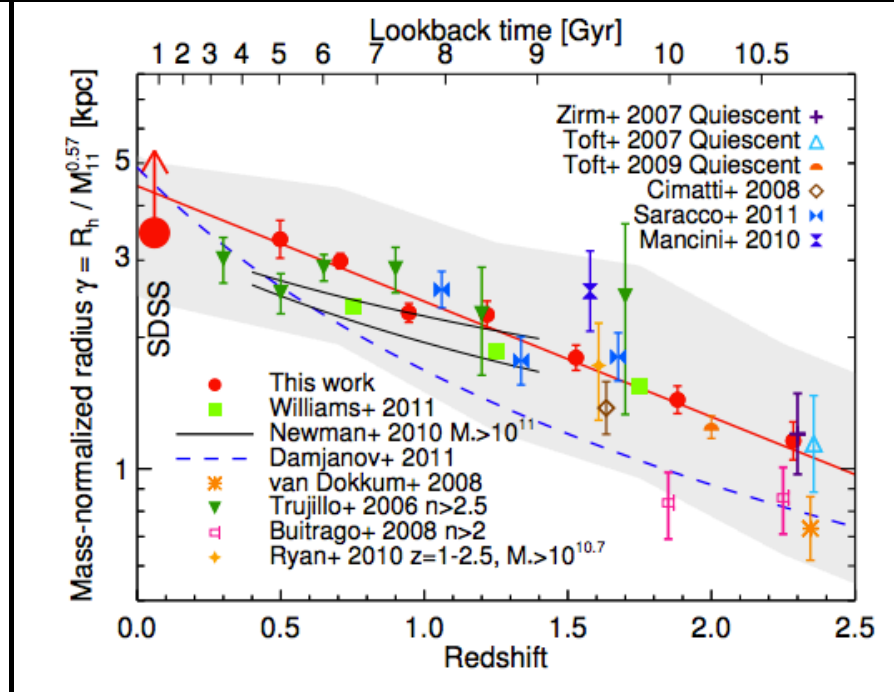 Lookback time [Gyr]
1 2 3 4 5 6 7 8 9 10 10.5
Mass-normalized radius γ = R_h / M_11^0.57 [kpc]
5
3
1
Zirm+ 2007 Quiescent
Toft+ 2007 Quiescent
Toft+ 2009 Quiescent
Cimatti+ 2008
Saracco+ 2011
Mancini+ 2010
SDSS
This work
Williams+ 2011
Newman+ 2010 M*>10^11
Damjanov+ 2011
van Dokkum+ 2008
Trujillo+ 2006 n>2.5
Buitrago+ 2008 n>2
Ryan+ 2010 z=1-2.5, M*>10^10.7
0.0 0.5 1.0 1.5 2.0 2.5
Redshift